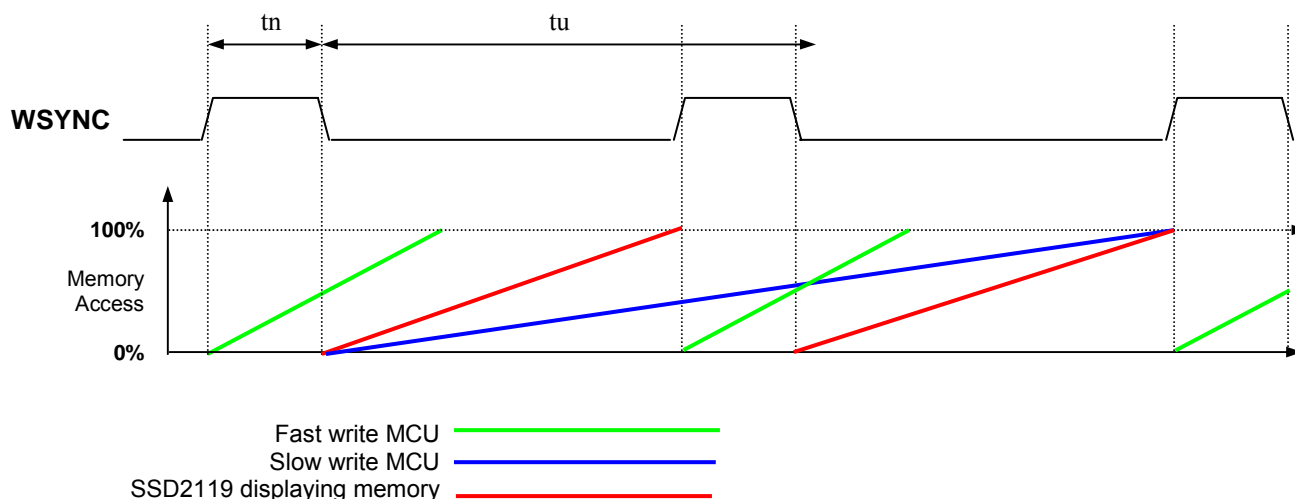 tn tu
WSYNC
100%
Memory
Access
0%
Fast write MCU
Slow write MCU
SSD2119 displaying memory